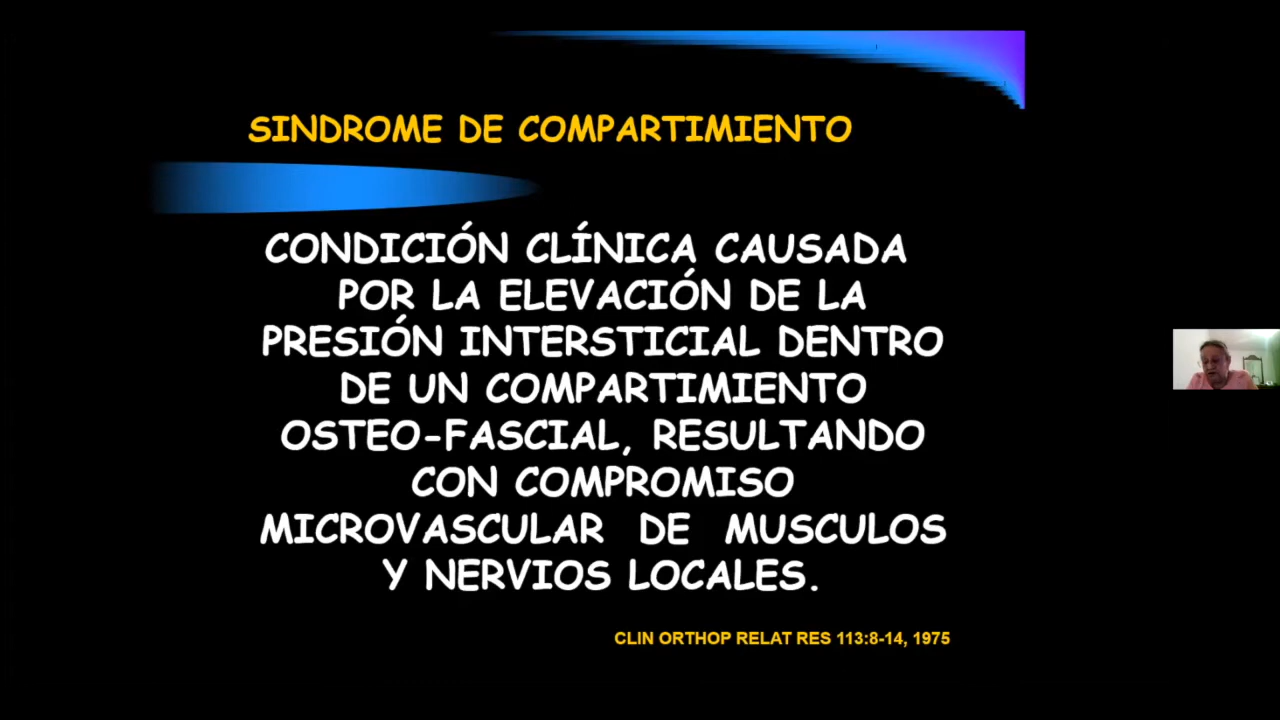 SINDROME DE COMPARTIMIENTO
CONDICIÓN CLÍNICA CAUSADA
POR LA ELEVACIÓN DE LA
PRESIÓN INTERSTICIAL DENTRO
DE UN COMPARTIMIENTO
OSTEO-FASCIAL, RESULTANDO
CON COMPROMISO
MICROVASCULAR DE MUSCULOS
Y NERVIOS LOCALES.
CLIN ORTHOP RELAT RES 113:8-14, 1975